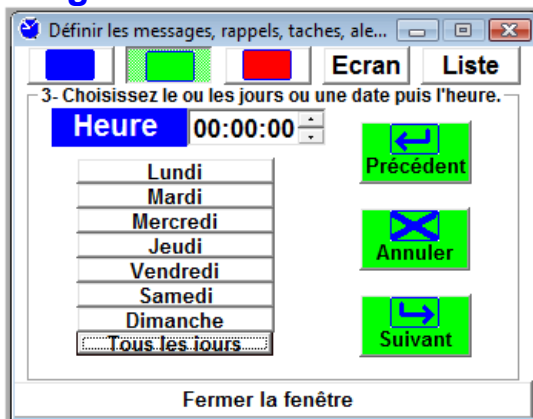 Définir les messages, rappels, taches, ale...
Ecran Liste
3- Choisissez le ou les jours ou une date puis l'heure.
Heure 00:00:00
Précédent
Lundi
Mardi
Mercredi
Jeudi
Vendredi
Samedi
Dimanche
Tous les jours
Annuler
Suivant
Fermer la fenêtre